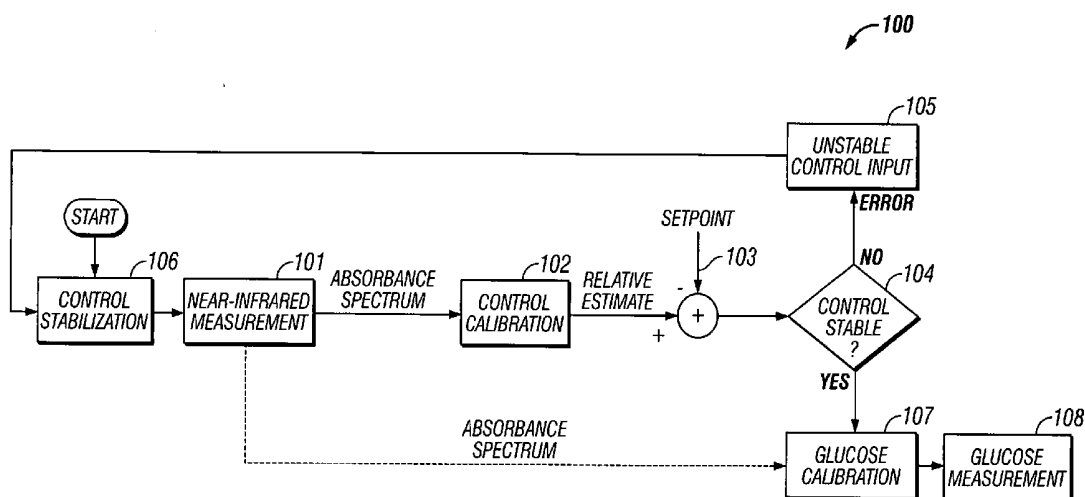 100
105
UNSTABLE
CONTROL INPUT
ERROR
START
SETPOINT
106
101
ABSORBANCE
SPECTRUM
102
RELATIVE
ESTIMATE
103
NO
104
CONTROL
STABILIZATION
NEAR-INFRARED
MEASUREMENT
CONTROL
CALIBRATION
-
+
+
CONTROL
STABLE
?
YES
107
108
ABSORBANCE
SPECTRUM
GLUCOSE
CALIBRATION
GLUCOSE
MEASUREMENT